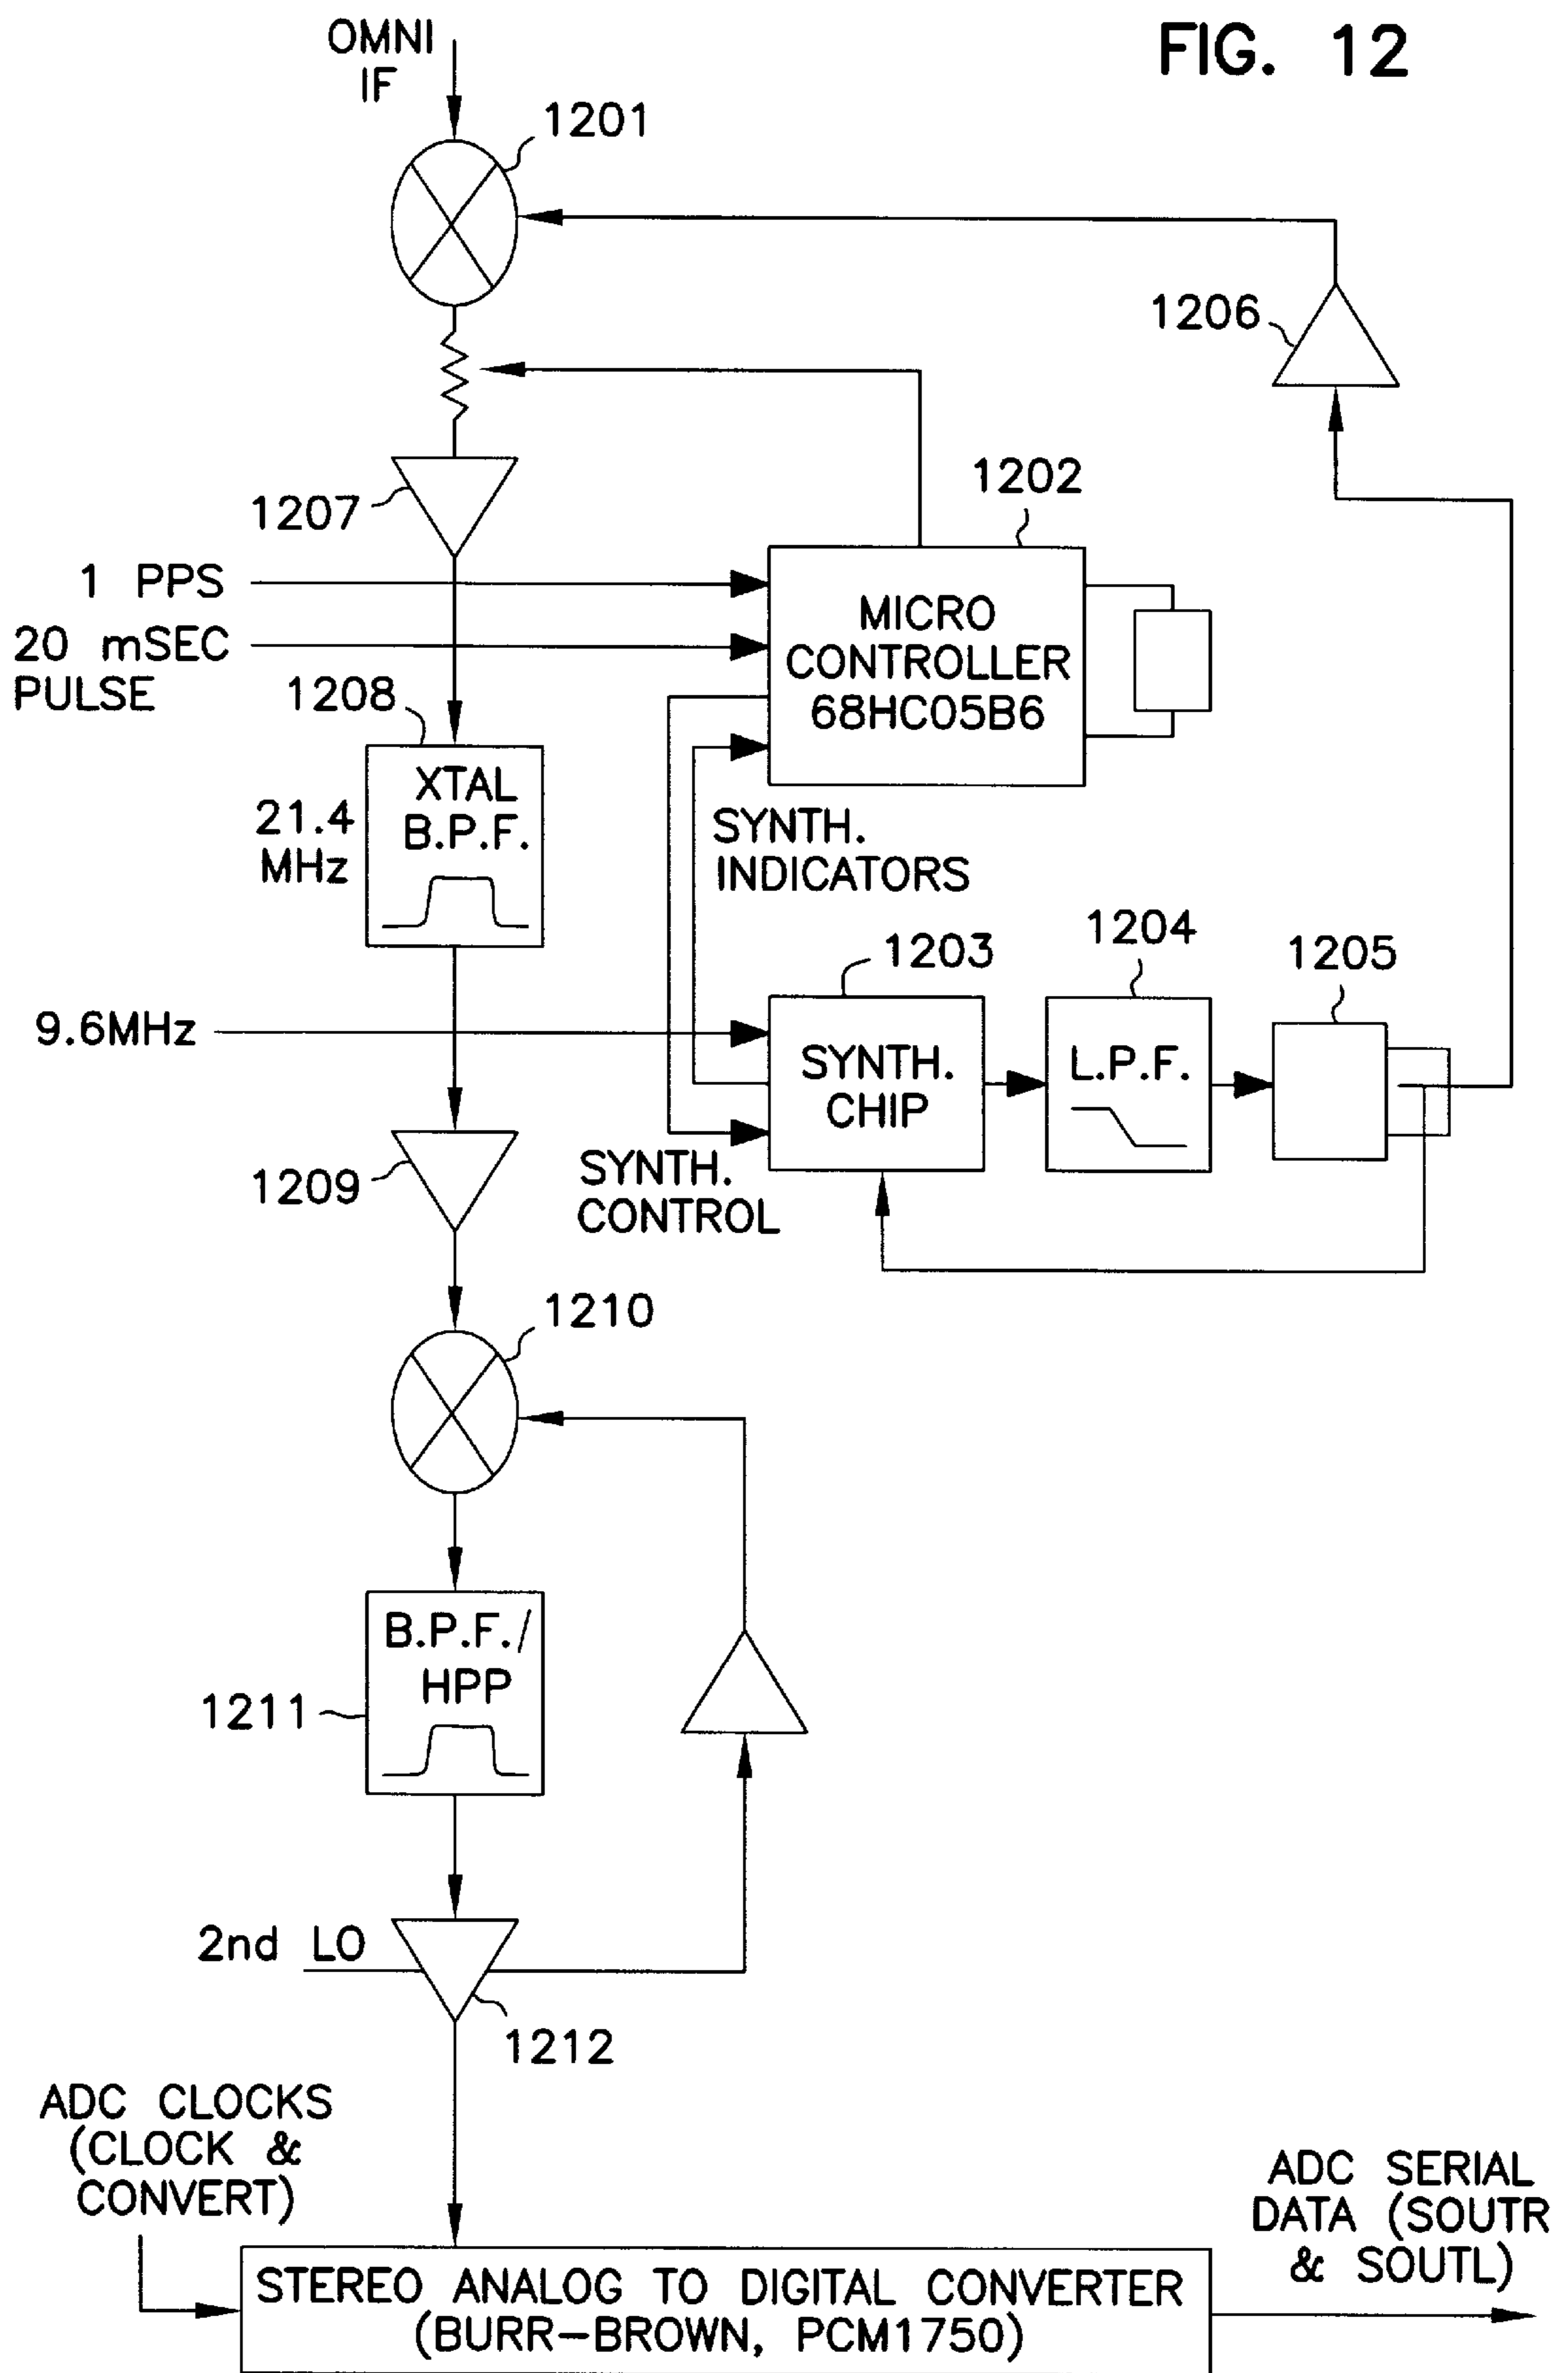 FIG. 12
OMNI
IF
1201
1206
1202
1207
1 PPS
20 mSEC
PULSE
MICRO
CONTROLLER
68HC05B6
1208
XTAL
B.P.F.
21.4
MHz
SYNTH.
INDICATORS
1203
1204
1205
9.6MHz
SYNTH.
CHIP
L.P.F.
1209
SYNTH.
CONTROL
1210
B.P.F./
HPP
1211
2nd LO
1212
ADC CLOCKS
(CLOCK &
CONVERT)
ADC SERIAL
DATA (SOUTR
& SOUTL)
STEREO ANALOG TO DIGITAL CONVERTER
(BURR-BROWN, PCM1750)